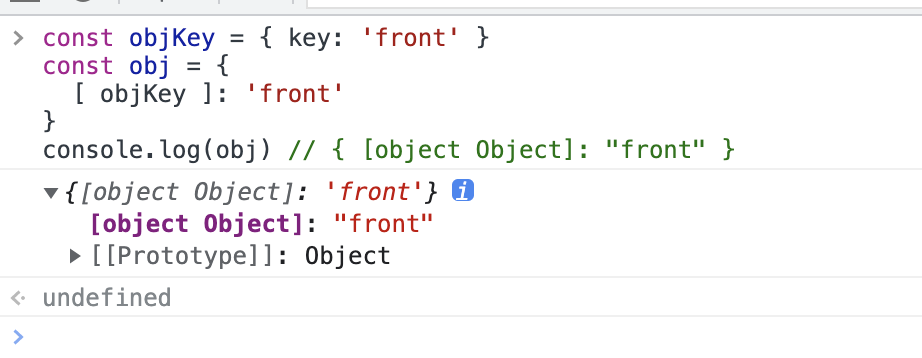 const objKey = { key: 'front' }
const obj = {
  [ objKey ]: 'front'
}
console.log(obj) // { [object Object]: "front" }
{[object Object]: 'front'} i
[object Object]: "front"
[[Prototype]]: Object
undefined